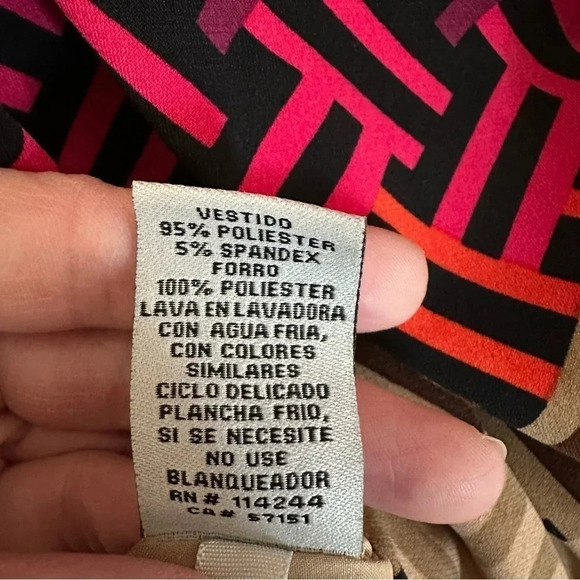 VESTIDO
95% POLIESTER
5% SPANDEX
FORRO
100% POLIESTER
LAVA EN LAVADORA
CON AGUA FRIA,
CON COLORES
SIMILARES
CICLO DELICADO
PLANCHA FRIO,
SI SE NECESITE
NO USE
BLANQUEADOR
RN# 114244
CA# 57151